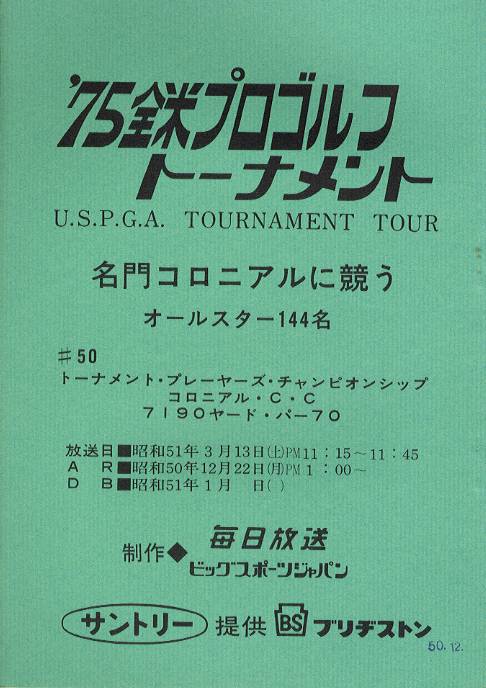 '75全米プロゴルフ
トーナメント
U.S.P.G.A. TOURNAMENT TOUR
名門コロニアルに競う
オールスター144名
#50
トーナメント・プレーヤーズ・チャンピオンシップ
コロニアル・C・C
7190ヤード・パー70
放送日■昭和51年3月13日(土)PM11:15~11:45
A R■昭和50年12月22日(月)PM1:00~
D B■昭和51年1月 日( )
制作◆毎日放送
ビッグスポーツジャパン
サントリー 提供 BS ブリヂストン
50.12.